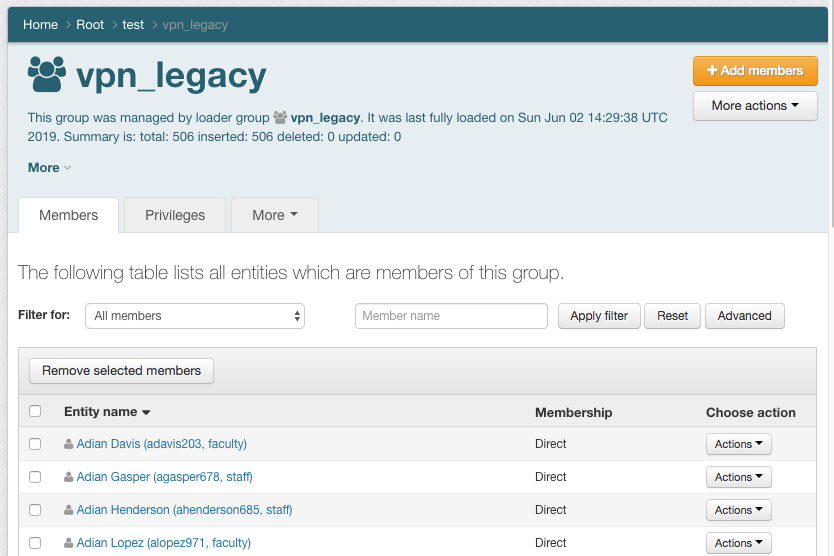 Home > Root > test > vpn_legacy
vpn_legacy
+ Add members
More actions
This group was managed by loader group vpn_legacy. It was last fully loaded on Sun Jun 02 14:29:38 UTC
2019. Summary is: total: 506 inserted: 506 deleted: 0 updated: 0
More
Members Privileges More
The following table lists all entities which are members of this group.
Filter for: All members Member name Apply filter Reset Advanced
Remove selected members
Entity name Membership Choose action
Adian Davis (adavis203, faculty) Direct Actions
Adian Gasper (agasper678, staff) Direct Actions
Adian Henderson (ahenderson685, staff) Direct Actions
Adian Lopez (alopez971, faculty) Direct Actions